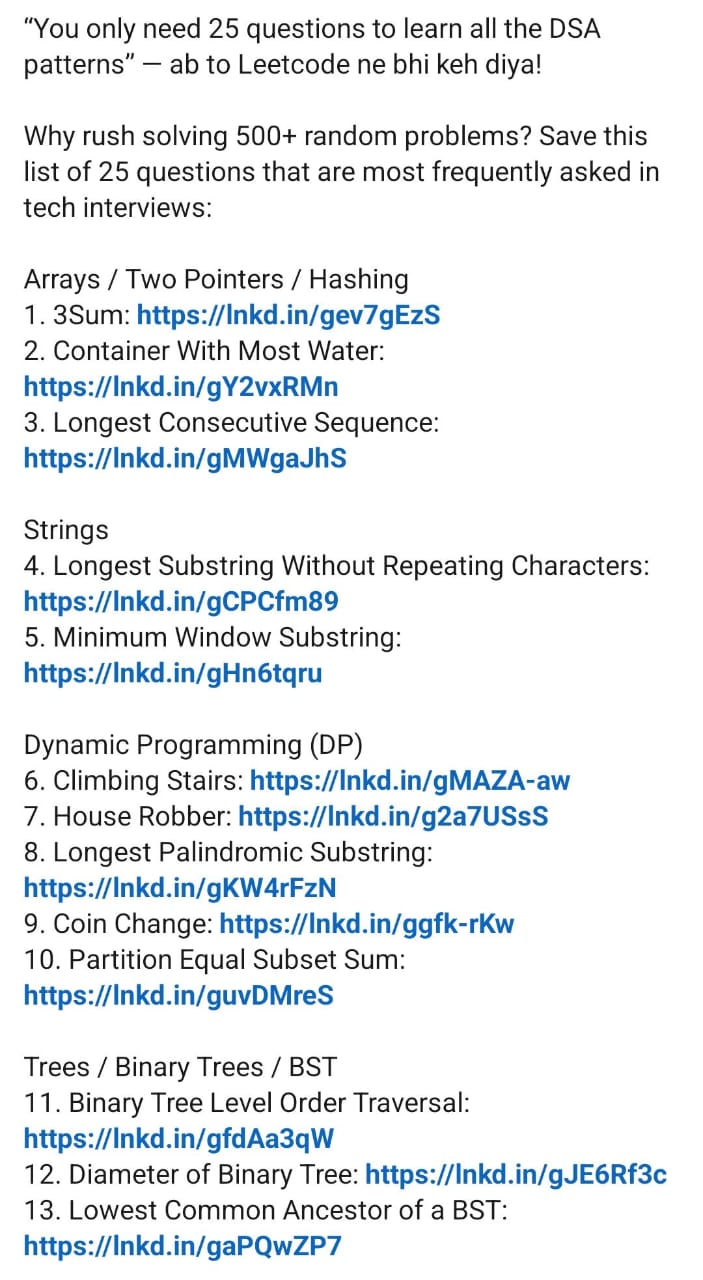 “You only need 25 questions to learn all the DSA
patterns” — ab to Leetcode ne bhi keh diya!
Why rush solving 500+ random problems? Save this
list of 25 questions that are most frequently asked in
tech interviews:
Arrays / Two Pointers / Hashing
1. 3Sum: https://lnkd.in/gev7gEzS
2. Container With Most Water:
https://lnkd.in/gY2vxRMn
3. Longest Consecutive Sequence:
https://lnkd.in/gMWgaJhS
Strings
4. Longest Substring Without Repeating Characters:
https://lnkd.in/gCPCfm89
5. Minimum Window Substring:
https://lnkd.in/gHn6tqru
Dynamic Programming (DP)
6. Climbing Stairs: https://lnkd.in/gMAZA-aw
7. House Robber: https://lnkd.in/g2a7USsS
8. Longest Palindromic Substring:
https://lnkd.in/gKW4rFzN
9. Coin Change: https://lnkd.in/ggfk-rKw
10. Partition Equal Subset Sum:
https://lnkd.in/guvDMreS
Trees / Binary Trees / BST
11. Binary Tree Level Order Traversal:
https://lnkd.in/gfdAa3qW
12. Diameter of Binary Tree: https://lnkd.in/gJE6Rf3c
13. Lowest Common Ancestor of a BST:
https://lnkd.in/gaPQwZP7